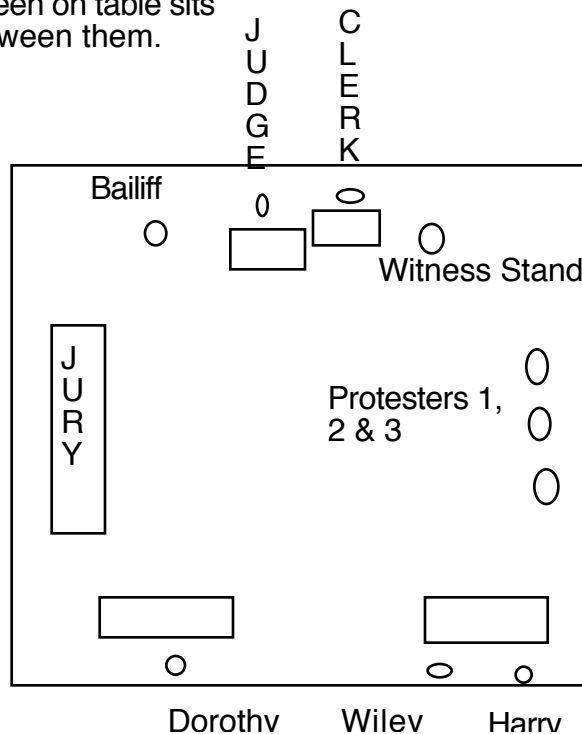 een on table sits
ween them.
JUDGE
CLERK
Bailiff
Witness Stand
JURY
Protesters 1,
2 & 3
Dorothy
Wiley
Harry